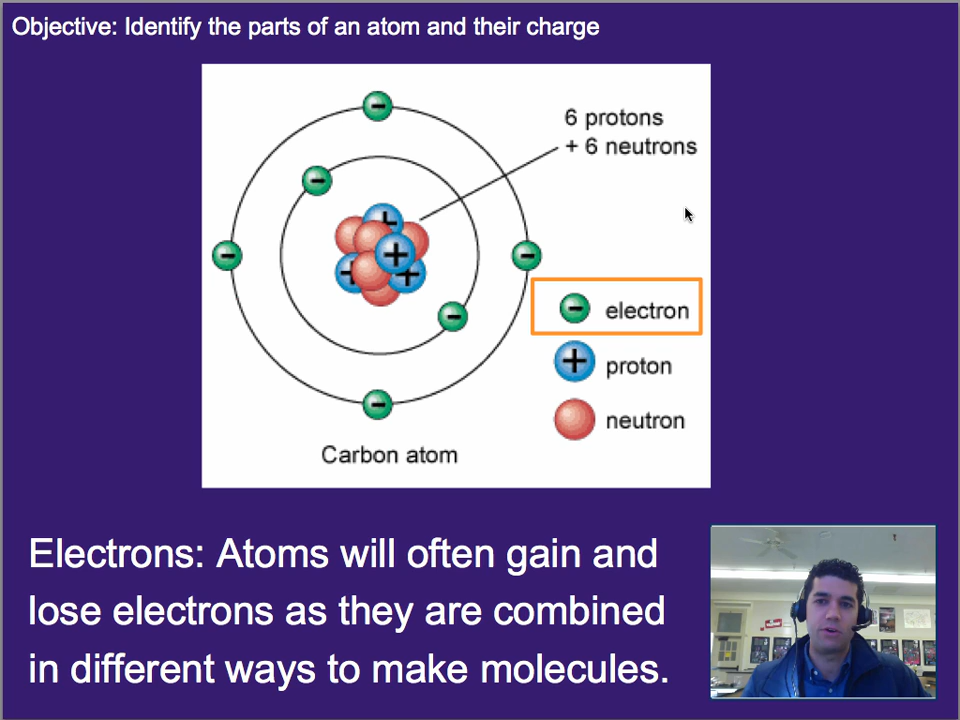 Objective: Identify the parts of an atom and their charge
6 protons
+ 6 neutrons
electron
proton
neutron
Carbon atom
Electrons: Atoms will often gain and
lose electrons as they are combined
in different ways to make molecules.